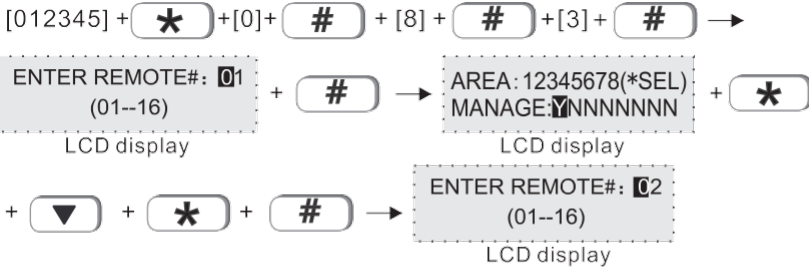 [012345] + * +[0]+ # + [8] + # +[3] + # →
ENTER REMOTE#: 01
(01--16)
LCD display
+ # →
AREA: 12345678(*SEL)
MANAGE:YNNNNNNN
LCD display
+ *
+ ▼ + * + # →
ENTER REMOTE#: 02
(01--16)
LCD display